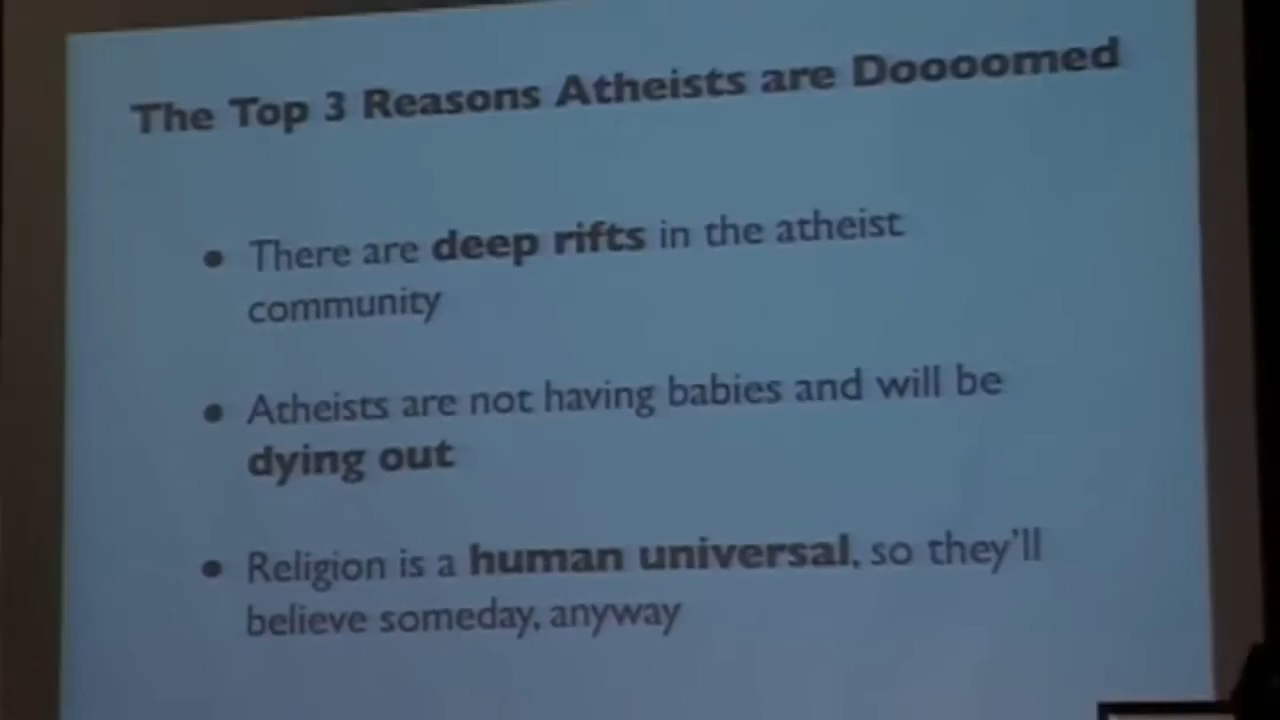 The Top 3 Reasons Atheists are Doooomed
• There are deep rifts in the atheist
community
• Atheists are not having babies and will be
dying out
• Religion is a human universal, so they'll
believe someday, anyway